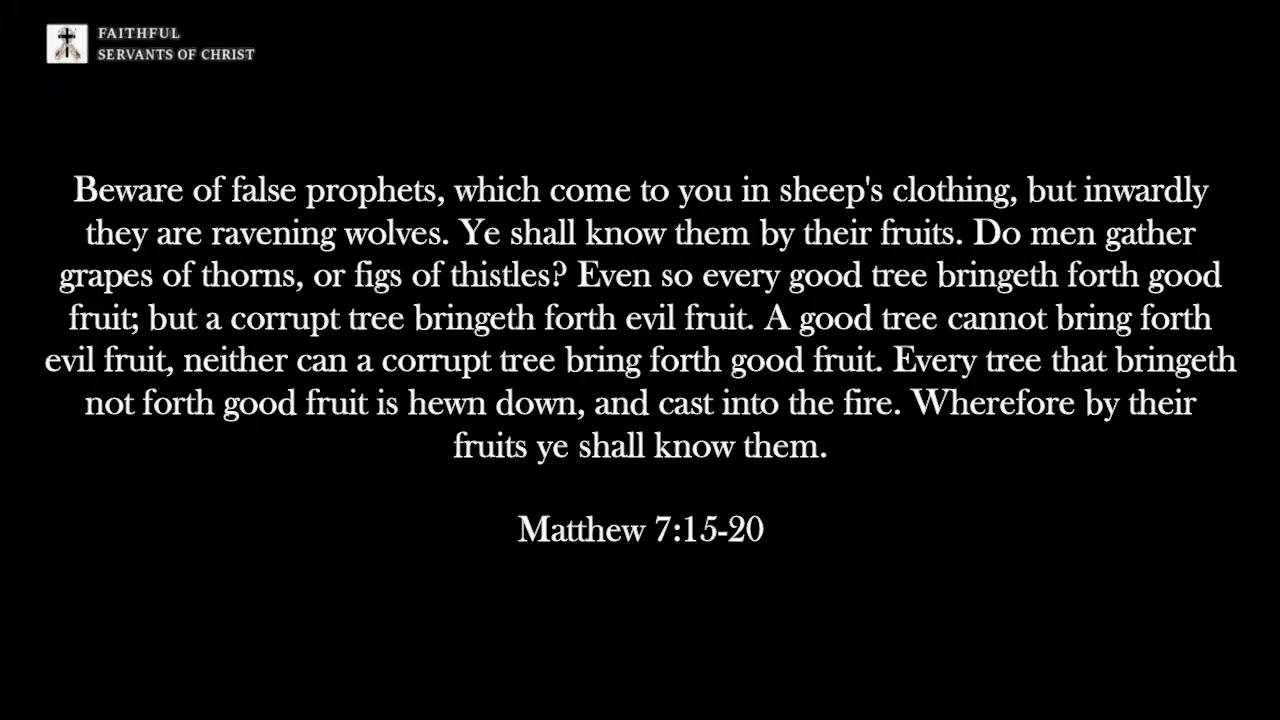 FAITHFUL
SERVANTS OF CHRIST
Beware of false prophets, which come to you in sheep's clothing, but inwardly
they are ravening wolves. Ye shall know them by their fruits. Do men gather
grapes of thorns, or figs of thistles? Even so every good tree bringeth forth good
fruit; but a corrupt tree bringeth forth evil fruit. A good tree cannot bring forth
evil fruit, neither can a corrupt tree bring forth good fruit. Every tree that bringeth
not forth good fruit is hewn down, and cast into the fire. Wherefore by their
fruits ye shall know them.
Matthew 7:15-20